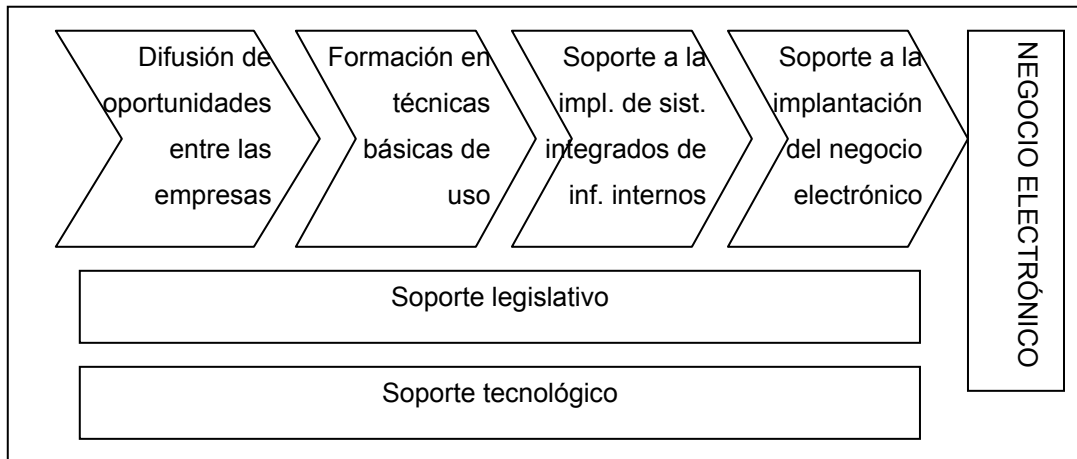 Difusión de
oportunidades
entre las
empresas
Formación en
técnicas
básicas de
uso
Soporte a la
impl. de sist.
integrados de
inf. internos
Soporte a la
implantación
del negocio
electrónico
NEGOCIO ELECTRÓNICO
Soporte legislativo
Soporte tecnológico